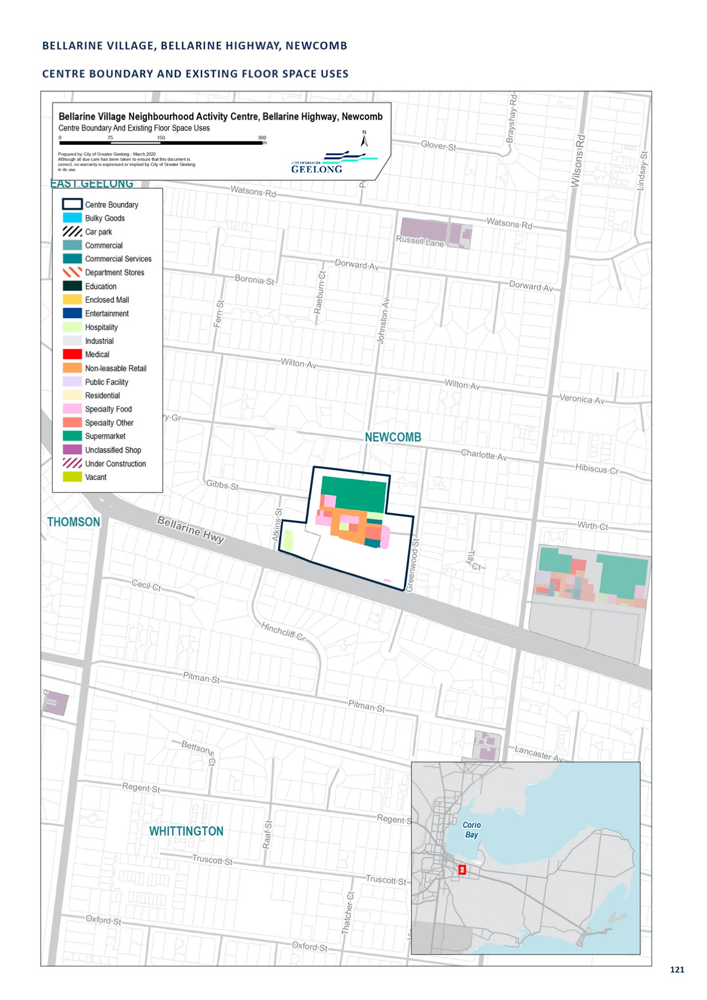 BELLARINE VILLAGE, BELLARINE HIGHWAY, NEWCOMB
CENTRE BOUNDARY AND EXISTING FLOOR SPACE USES
Bellarine Village Neighbourhood Activity Centre, Bellarine Highway, Newcomb
Centre Boundary And Existing Floor Space Uses
0 75 150 300
m
N
Prepared by City of Greater Geelong - March 2020
Although all due care has been taken to ensure that this document is
correct, no warranty is expressed or implied by City of Greater Geelong
in its use.
CITY OF GREATER
GEELONG
EAST GEELONG
Centre Boundary
Bulky Goods
Car park
Commercial
Commercial Services
Department Stores
Education
Enclosed Mall
Entertainment
Hospitality
Industrial
Medical
Non-leasable Retail
Public Facility
Residential
Specialty Food
Specialty Other
Supermarket
Unclassified Shop
Under Construction
Vacant
Glover St
Brayshay Rd
Wilsons Rd
Lindsay St
Watsons Rd
Watsons Rd
Russell Lane
Dorward Av
Boronia St
Raeburn Ct
Dorward Av
Fern St
Johnston Av
Wilton Av
Wilton Av
Veronica Av
ry Gr
NEWCOMB
Charlotte Av
Hibiscus Cr
Gibbs St
THOMSON
Bellarine Hwy
Atkins St
Wirth Ct
Greenwood St
Tilly Ct
Cecil Ct
Hinchcliff Cr
Pitman St
Pitman St
Bettsons Ct
Lancaster Av
Regent St
Regent S
WHITTINGTON
Raaf St
Truscott St
Truscott St
Thatcher Ct
Oxford St
Oxford St
Corio
Bay
121